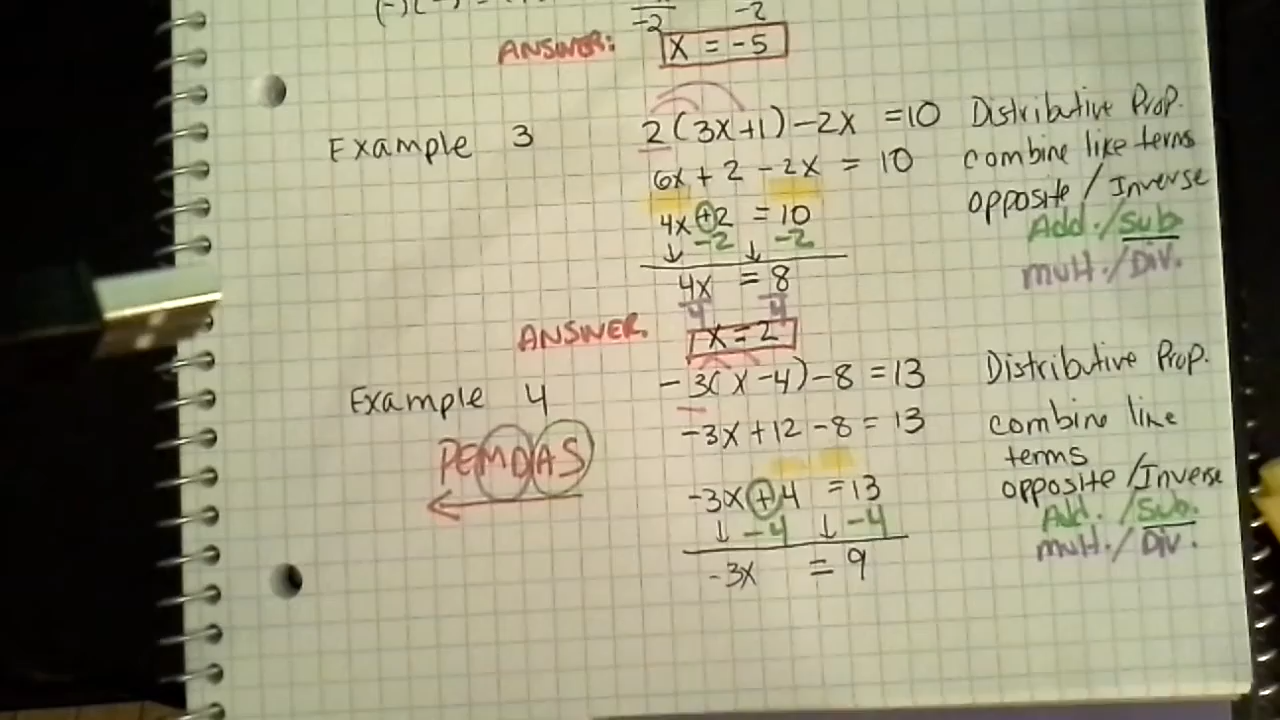 -2 -2
ANSWER: x = -5
Example 3 2(3x+1)-2x =10 Distributive Prop.
6x + 2 - 2x = 10 combine like terms
4x +2 = 10 opposite / Inverse
-2 -2 Add./Sub.
4x = 8 mult./Div.
4 4
ANSWER. x = 2
Example 4 -3(x-4)-8 =13 Distributive Prop.
-3x +12 -8 = 13 combine like
PEMDAS terms
-3x +4 =13 opposite /Inverse
-4 -4 Add. /Sub.
-3x = 9 mult./Div.